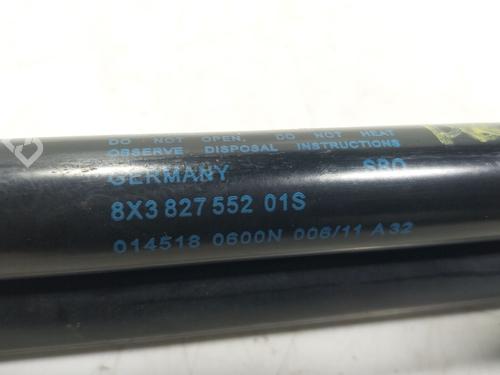 DO NOT OPEN. DO NOT HEAT
OBSERVE DISPOSAL INSTRUCTIONS
GERMANY SBO
8X3 827 552 01S
014518 0600N 006/11 A32